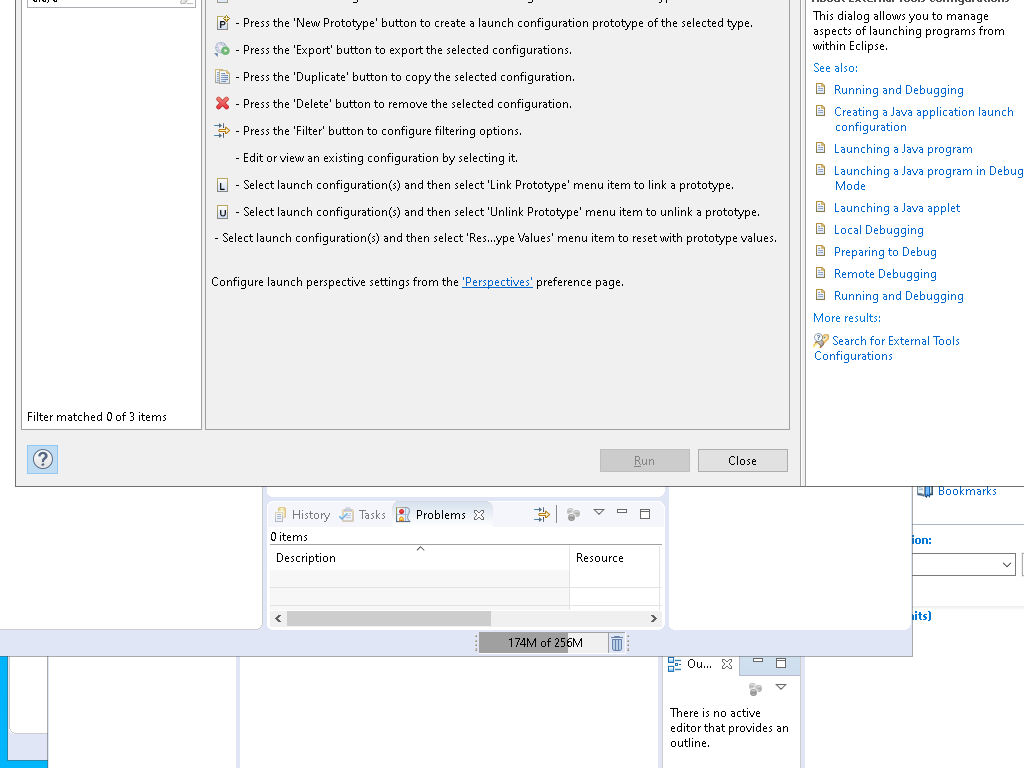 - Press the 'New Prototype' button to create a launch configuration prototype of the selected type.
- Press the 'Export' button to export the selected configurations.
- Press the 'Duplicate' button to copy the selected configuration.
- Press the 'Delete' button to remove the selected configuration.
- Press the 'Filter' button to configure filtering options.
- Edit or view an existing configuration by selecting it.
L - Select launch configuration(s) and then select 'Link Prototype' menu item to link a prototype.
U - Select launch configuration(s) and then select 'Unlink Prototype' menu item to unlink a prototype.
- Select launch configuration(s) and then select 'Res...ype Values' menu item to reset with prototype values.
Configure launch perspective settings from the 'Perspectives' preference page.
Filter matched 0 of 3 items
Run
Close
About External Tools Configurations
This dialog allows you to manage
aspects of launching programs from
within Eclipse.
See also:
Running and Debugging
Creating a Java application launch
configuration
Launching a Java program
Launching a Java program in Debug
Mode
Launching a Java applet
Local Debugging
Preparing to Debug
Remote Debugging
Running and Debugging
More results:
Search for External Tools
Configurations
Bookmarks
ion:
nits)
History
Tasks
Problems
0 items
Description
Resource
174M of 256M
Ou...
There is no active
editor that provides an
outline.